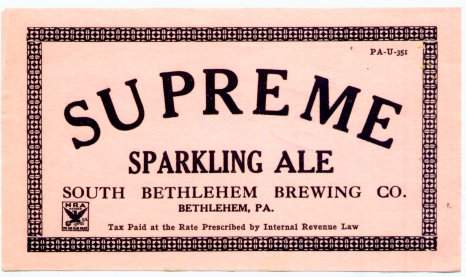 PA-U-351
SUPREME
SPARKLING ALE
SOUTH BETHLEHEM BREWING CO.
BETHLEHEM, PA.
NRA
Tax Paid at the Rate Prescribed by Internal Revenue Law